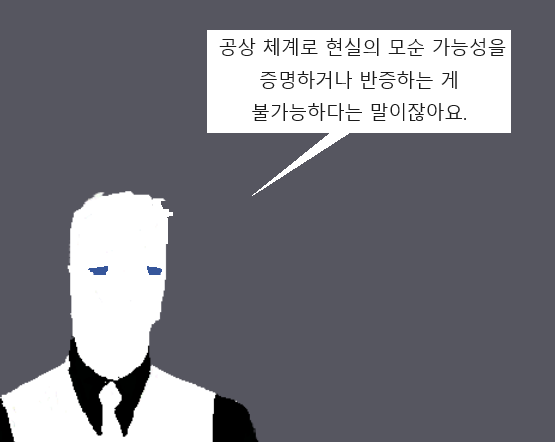 공상 체계로 현실의 모순 가능성을
증명하거나 반증하는 게
불가능하다는 말이잖아요.